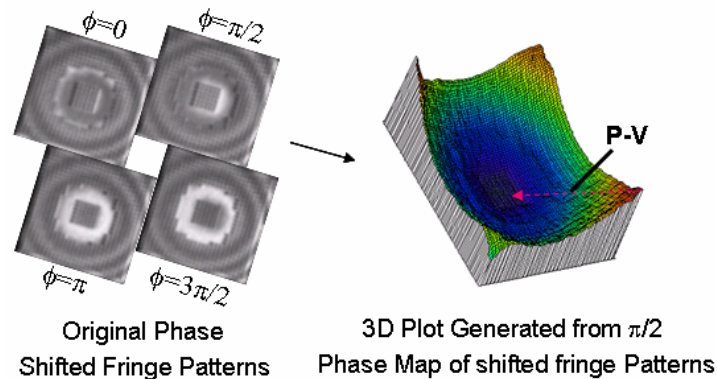 ϕ=0
ϕ=π/2
P-V
ϕ=π
ϕ=3π/2
Original Phase
Shifted Fringe Patterns
3D Plot Generated from π/2
Phase Map of shifted fringe Patterns